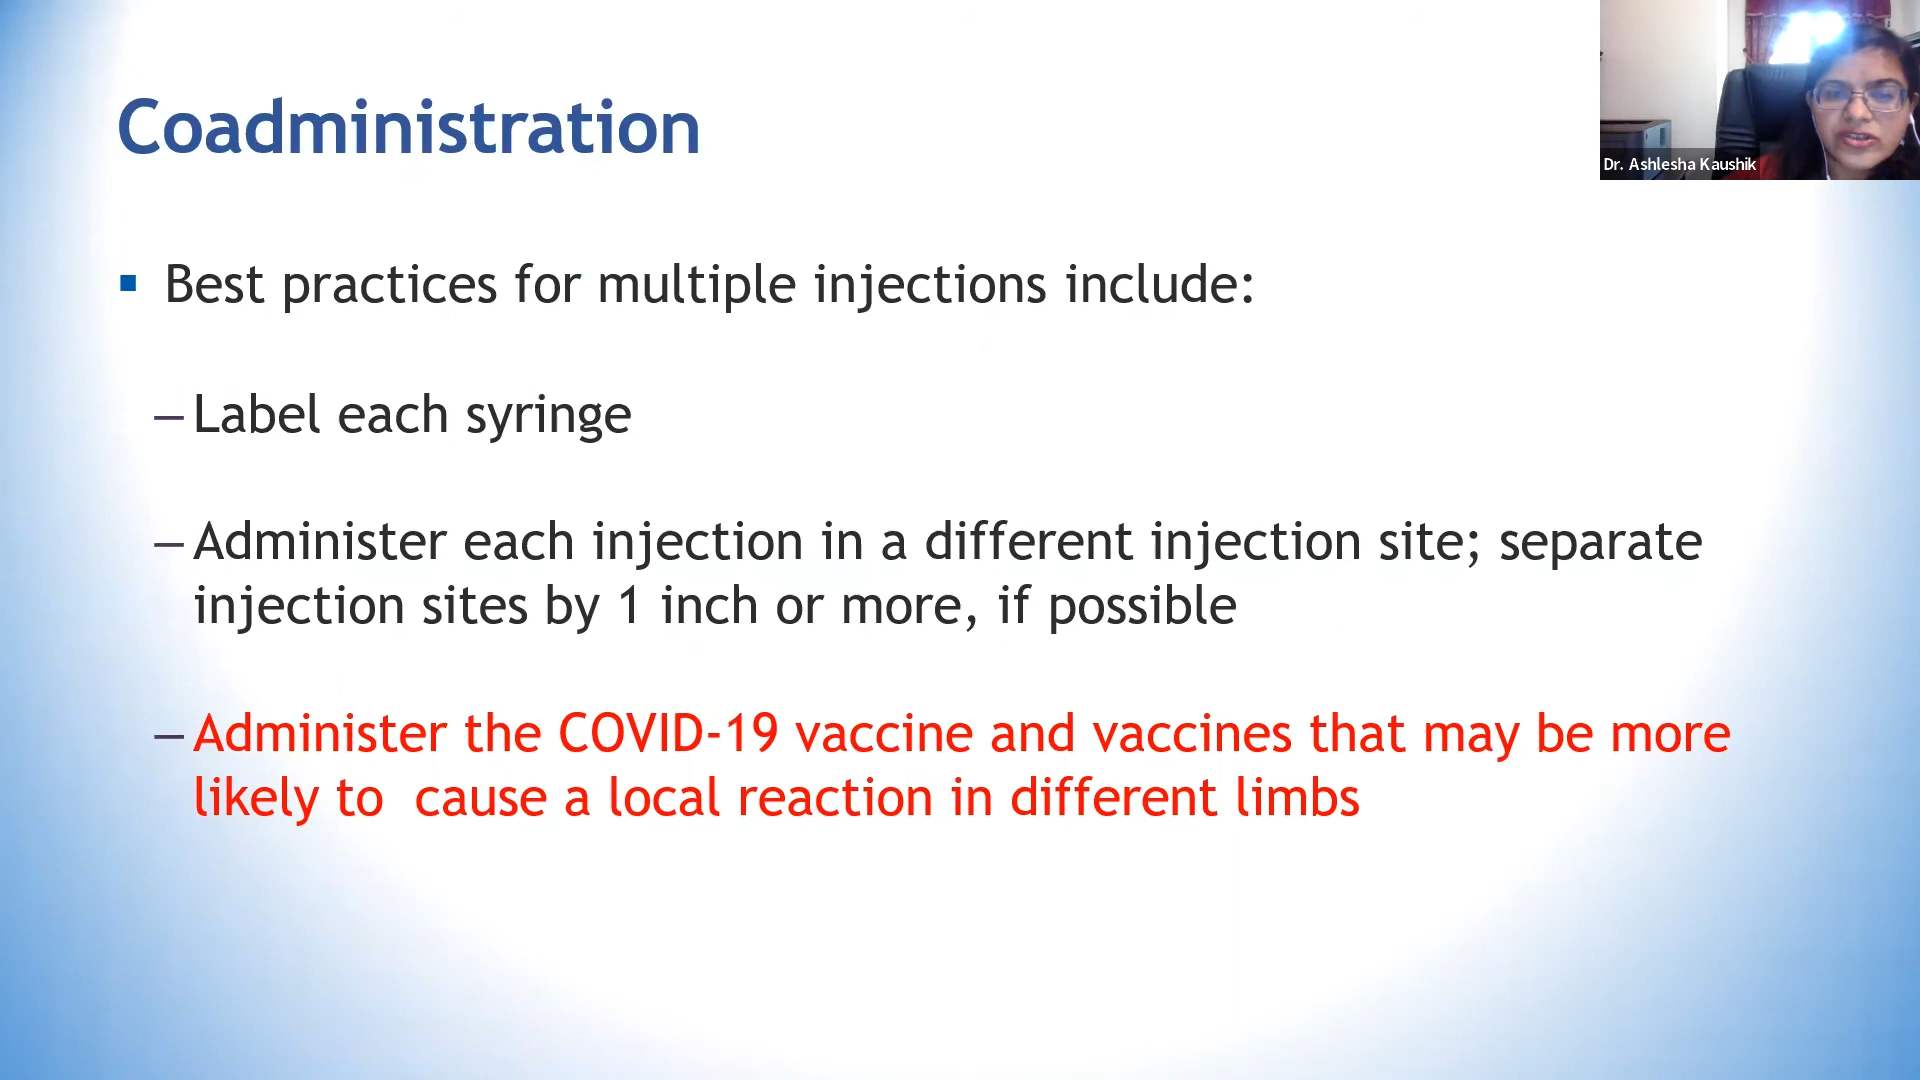 Coadministration
Dr. Ashlesha Kaushik
▪ Best practices for multiple injections include:
– Label each syringe
– Administer each injection in a different injection site; separate
injection sites by 1 inch or more, if possible
– Administer the COVID-19 vaccine and vaccines that may be more
likely to  cause a local reaction in different limbs